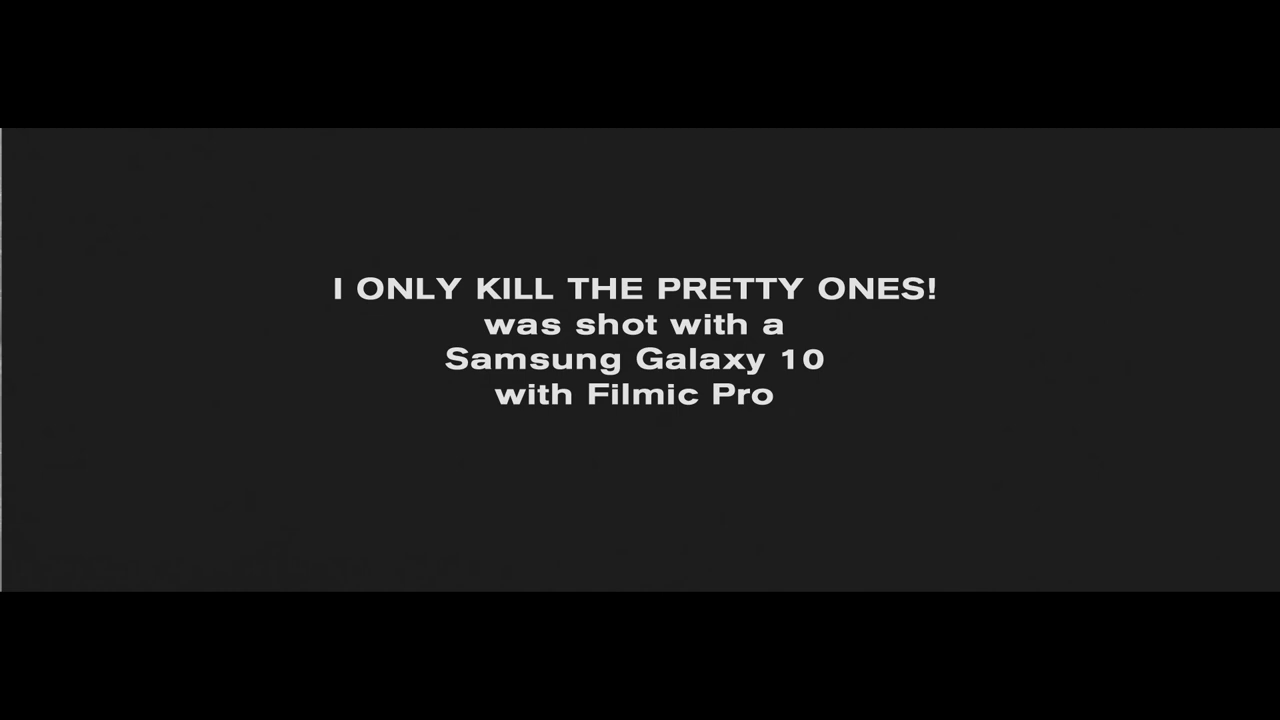 I ONLY KILL THE PRETTY ONES!
was shot with a
Samsung Galaxy 10
with Filmic Pro